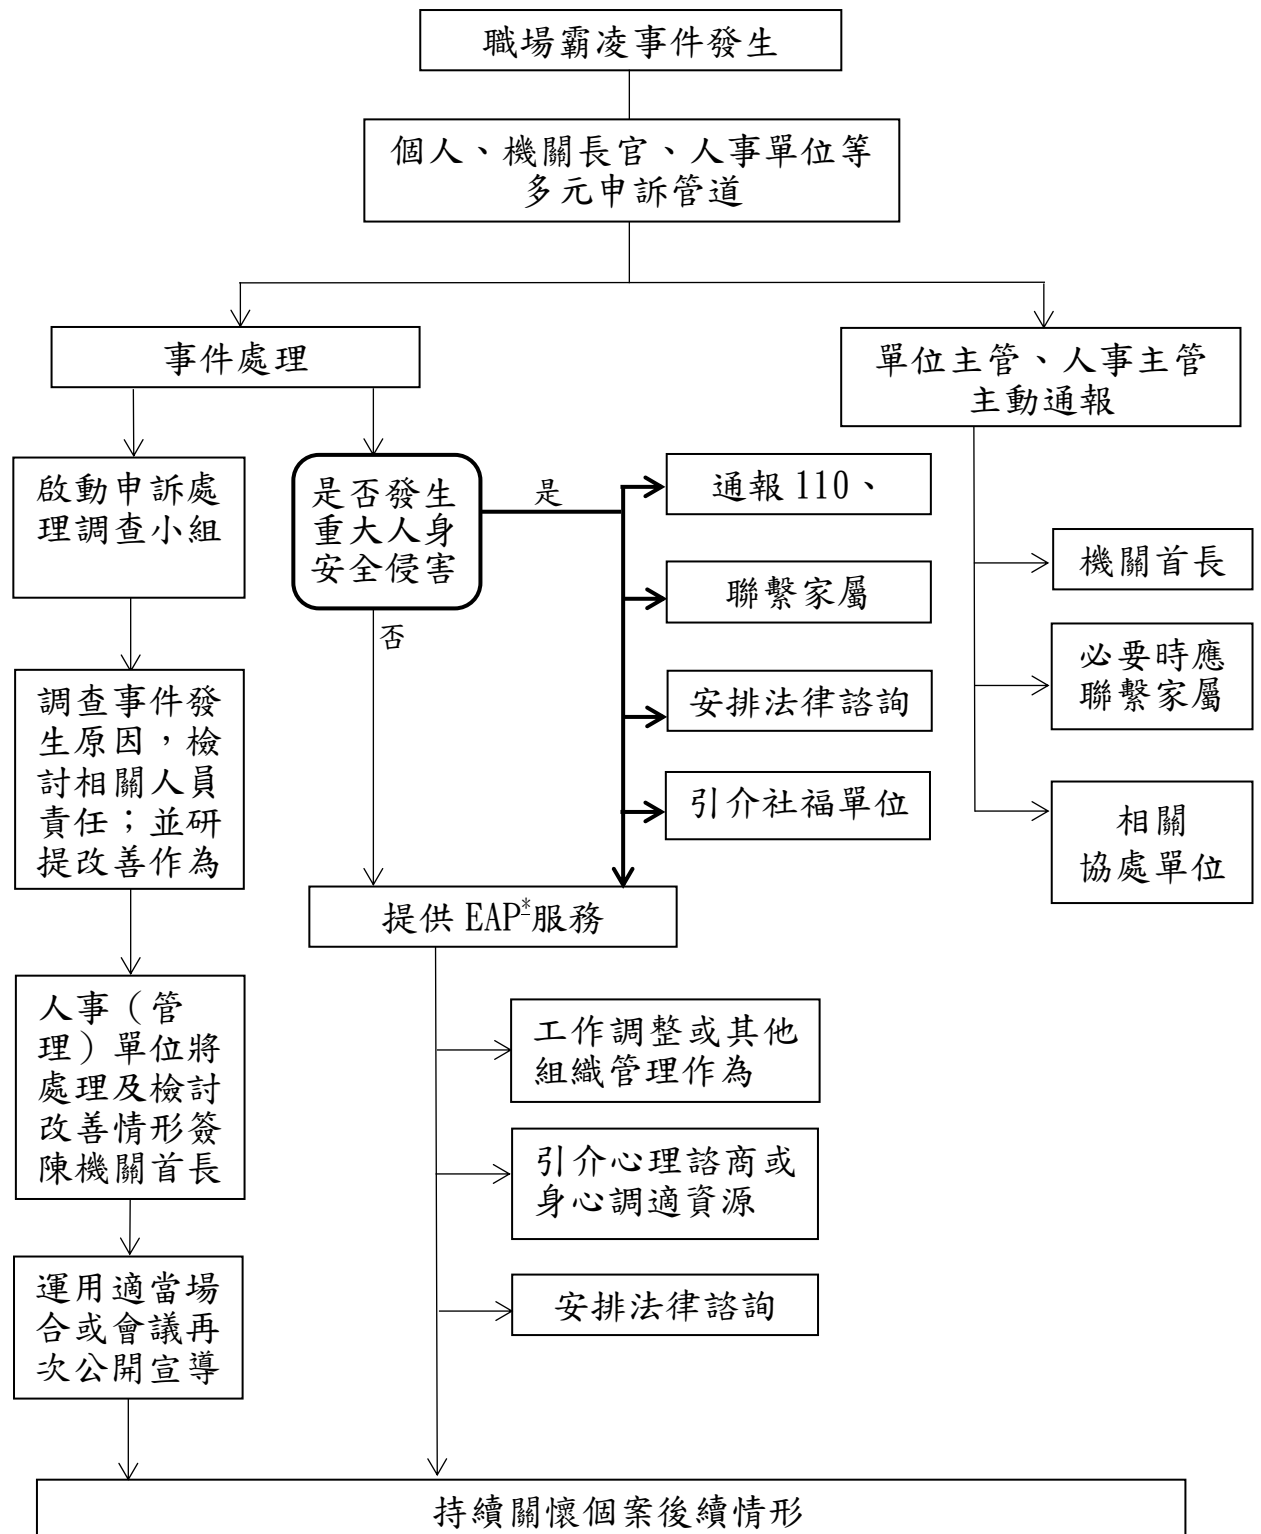 職場霸凌事件發生
個人、機關長官、人事單位等
多元申訴管道
事件處理
單位主管、人事主管
主動通報
啟動申訴處
理調查小組
是否發生
重大人身
安全侵害
是
否
通報 110、
聯繫家屬
安排法律諮詢
引介社福單位
機關首長
必要時應
聯繫家屬
相關
協處單位
調查事件發
生原因，檢
討相關人員
責任；並研
提改善作為
提供 EAP*服務
人事（管
理）單位將
處理及檢討
改善情形簽
陳機關首長
工作調整或其他
組織管理作為
引介心理諮商或
身心調適資源
安排法律諮詢
運用適當場
合或會議再
次公開宣導
持續關懷個案後續情形